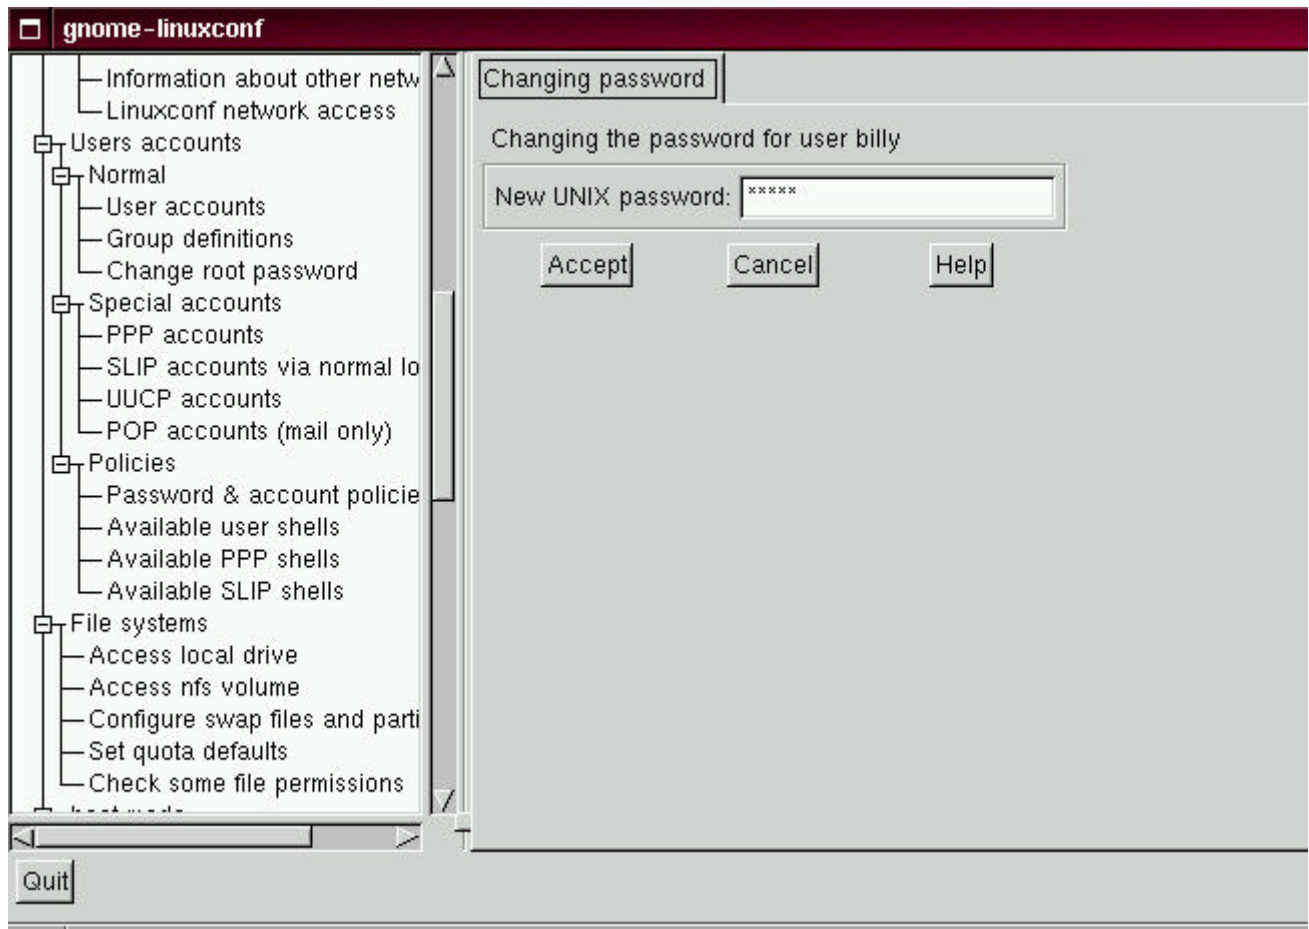 gnome-linuxconf
Information about other netw
Linuxconf network access
Users accounts
Normal
User accounts
Group definitions
Change root password
Special accounts
PPP accounts
SLIP accounts via normal lo
UUCP accounts
POP accounts (mail only)
Policies
Password & account policie
Available user shells
Available PPP shells
Available SLIP shells
File systems
Access local drive
Access nfs volume
Configure swap files and parti
Set quota defaults
Check some file permissions
Quit
Changing password
Changing the password for user billy
New UNIX password: *****
Accept Cancel Help